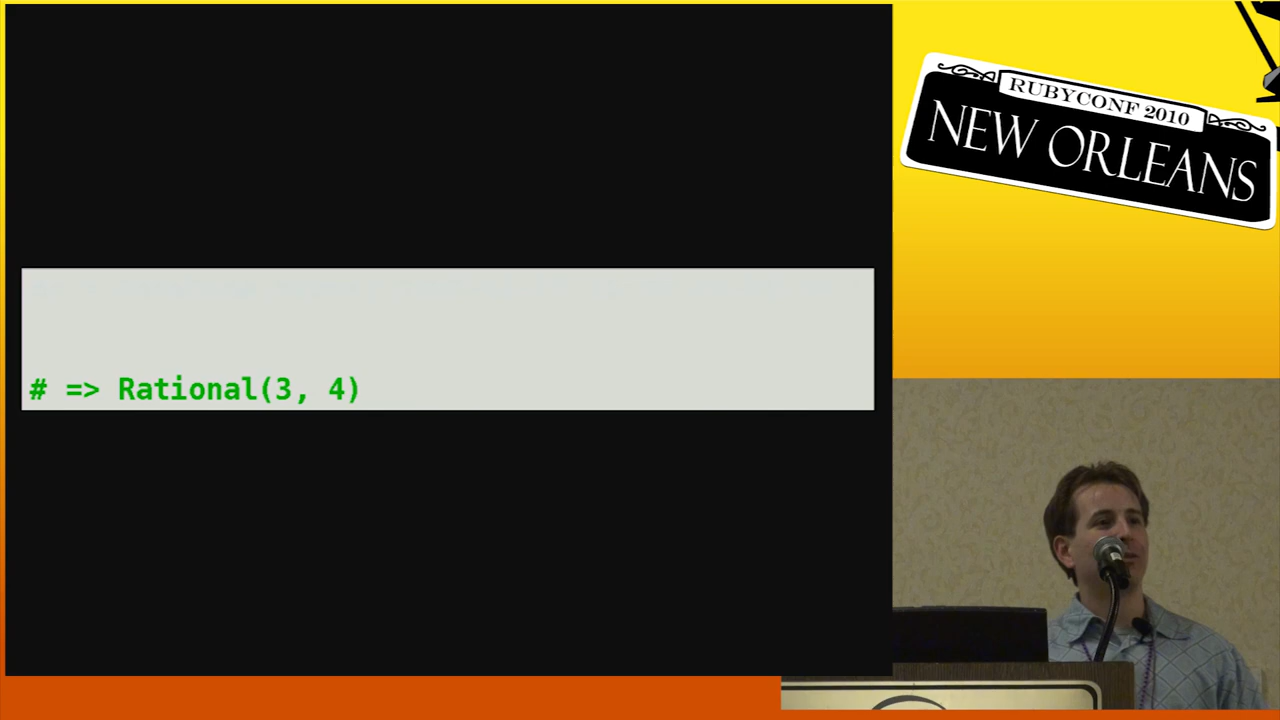 RUBYCONF 2010
NEW ORLEANS
# => Rational(3, 4)